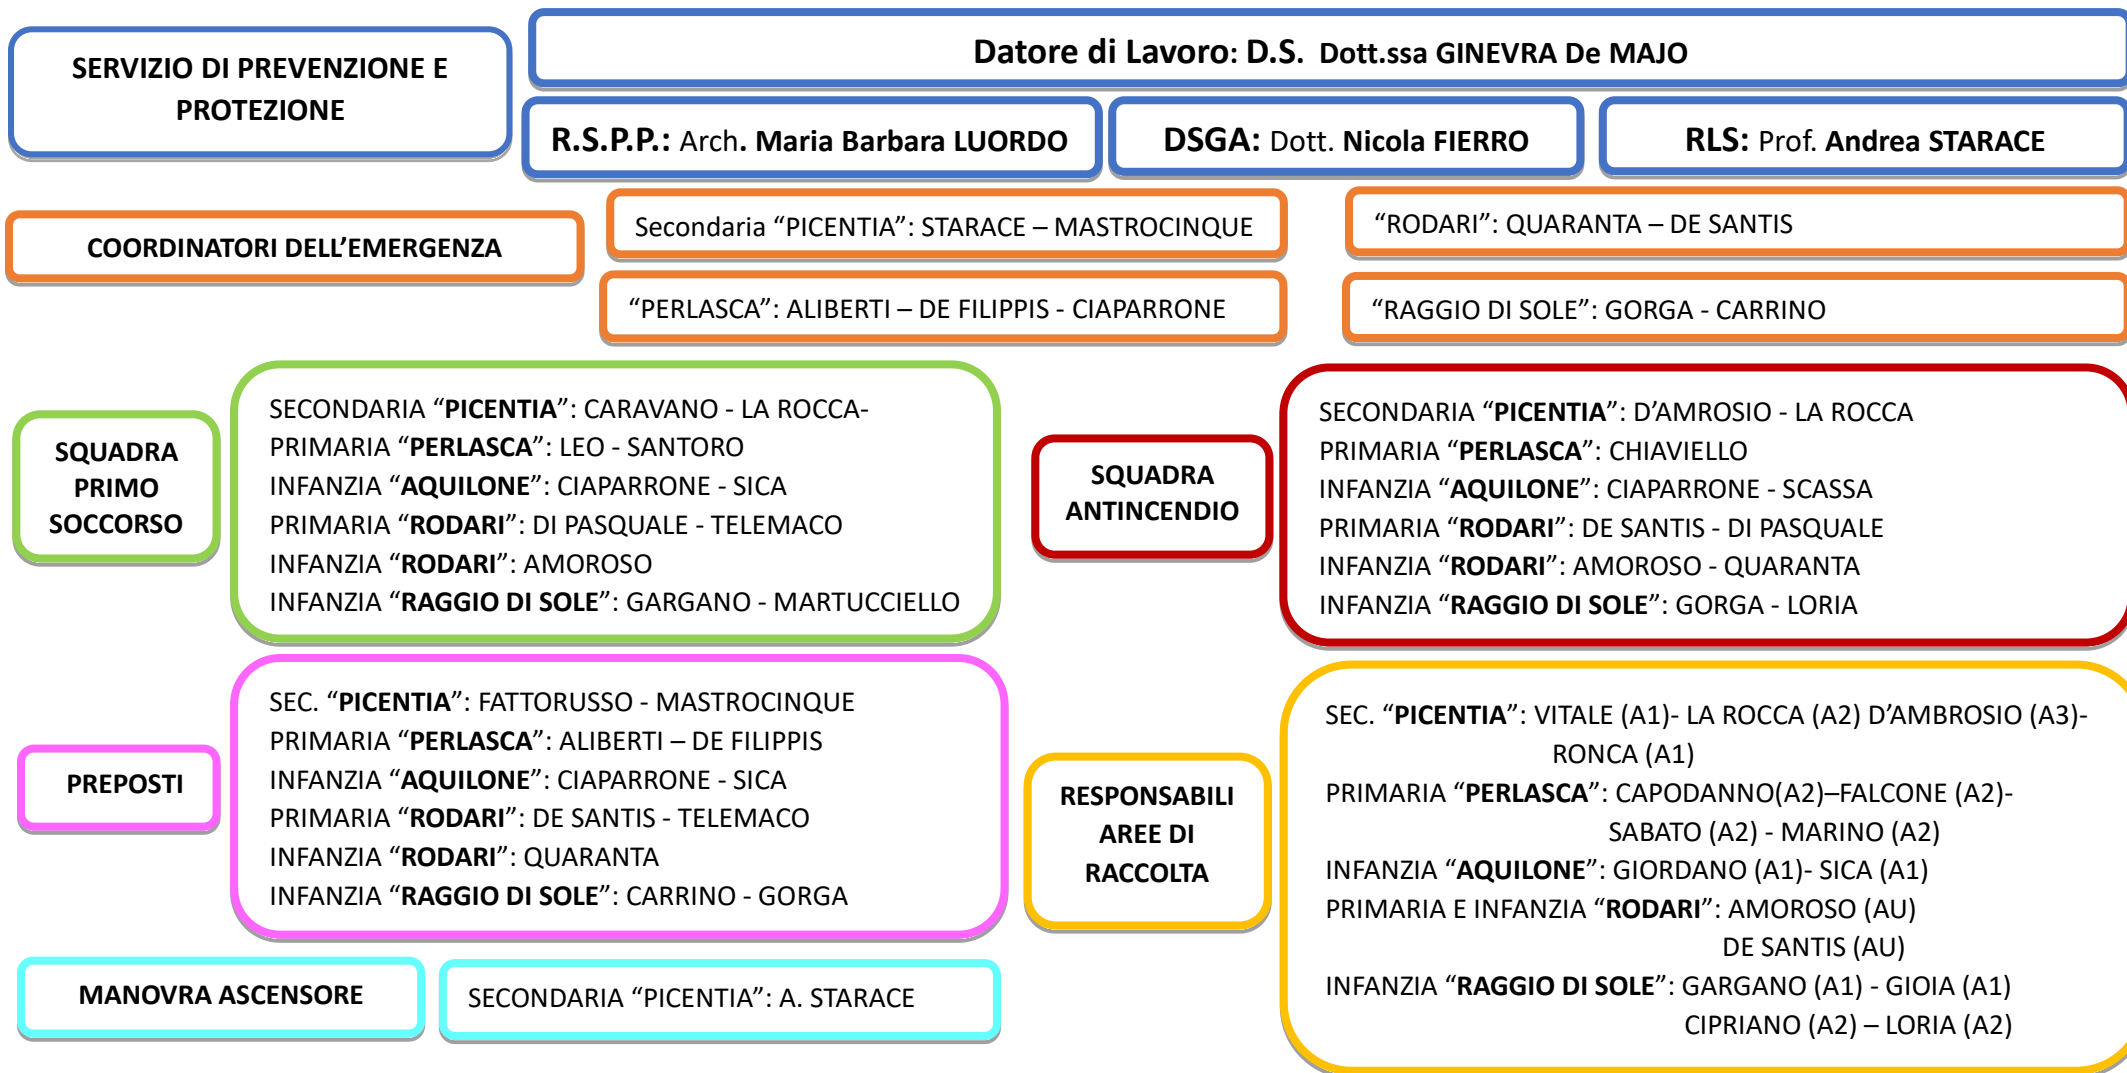 SERVIZIO DI PREVENZIONE E
PROTEZIONE
Datore di Lavoro: D.S. Dott.ssa GINEVRA De MAJO
R.S.P.P.: Arch. Maria Barbara LUORDO
DSGA: Dott. Nicola FIERRO
RLS: Prof. Andrea STARACE
COORDINATORI DELL’EMERGENZA
Secondaria “PICENTIA”: STARACE – MASTROCINQUE
“RODARI”: QUARANTA – DE SANTIS
“PERLASCA”: ALIBERTI – DE FILIPPIS - CIAPARRONE
“RAGGIO DI SOLE”: GORGA - CARRINO
SQUADRA
PRIMO
SOCCORSO
SECONDARIA “PICENTIA”: CARAVANO - LA ROCCA-
PRIMARIA “PERLASCA”: LEO - SANTORO
INFANZIA “AQUILONE”: CIAPARRONE - SICA
PRIMARIA “RODARI”: DI PASQUALE - TELEMACO
INFANZIA “RODARI”: AMOROSO
INFANZIA “RAGGIO DI SOLE”: GARGANO - MARTUCCIELLO
SQUADRA
ANTINCENDIO
SECONDARIA “PICENTIA”: D’AMROSIO - LA ROCCA
PRIMARIA “PERLASCA”: CHIAVIELLO
INFANZIA “AQUILONE”: CIAPARRONE - SCASSA
PRIMARIA “RODARI”: DE SANTIS - DI PASQUALE
INFANZIA “RODARI”: AMOROSO - QUARANTA
INFANZIA “RAGGIO DI SOLE”: GORGA - LORIA
PREPOSTI
SEC. “PICENTIA”: FATTORUSSO - MASTROCINQUE
PRIMARIA “PERLASCA”: ALIBERTI – DE FILIPPIS
INFANZIA “AQUILONE”: CIAPARRONE - SICA
PRIMARIA “RODARI”: DE SANTIS - TELEMACO
INFANZIA “RODARI”: QUARANTA
INFANZIA “RAGGIO DI SOLE”: CARRINO - GORGA
RESPONSABILI
AREE DI
RACCOLTA
SEC. “PICENTIA”: VITALE (A1)- LA ROCCA (A2) D’AMBROSIO (A3)-
RONCA (A1)
PRIMARIA “PERLASCA”: CAPODANNO(A2)–FALCONE (A2)-
SABATO (A2) - MARINO (A2)
INFANZIA “AQUILONE”: GIORDANO (A1)- SICA (A1)
PRIMARIA E INFANZIA “RODARI”: AMOROSO (AU)
DE SANTIS (AU)
INFANZIA “RAGGIO DI SOLE”: GARGANO (A1) - GIOIA (A1)
CIPRIANO (A2) – LORIA (A2)
MANOVRA ASCENSORE
SECONDARIA “PICENTIA”: A. STARACE